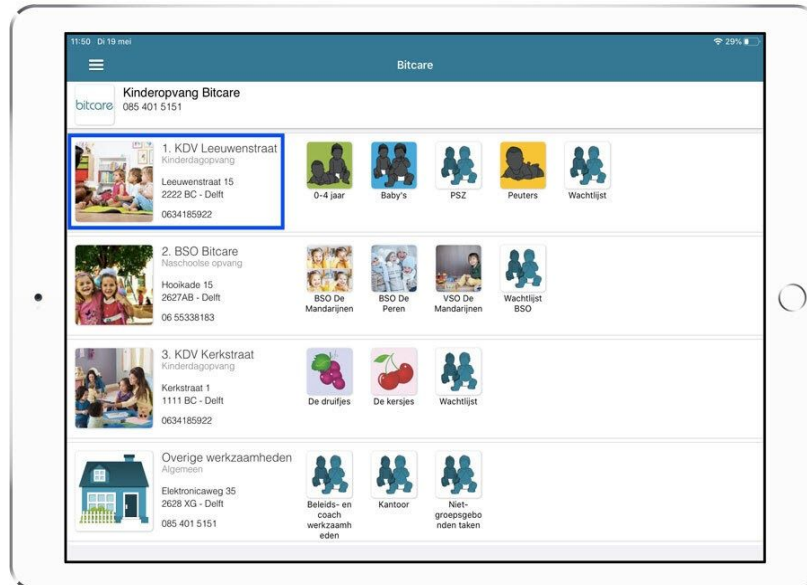 11:50 Di 19 mei
29%
Bitcare
bitcare
Kinderopvang Bitcare
085 401 5151
1. KDV Leeuwenstraat
Kinderdagopvang
Leeuwenstraat 15
2222 BC - Delft
0634185922
0-4 jaar
Baby's
PSZ
Peuters
Wachtlijst
2. BSO Bitcare
Naschoolse opvang
Hooikade 15
2627AB - Delft
06 55338183
BSO De
Mandarijnen
BSO De
Peren
VSO De
Mandarijnen
Wachtlijst
BSO
3. KDV Kerkstraat
Kinderdagopvang
Kerkstraat 1
1111 BC - Delft
0634185922
De druifjes
De kersjes
Wachtlijst
Overige werkzaamheden
Algemeen
Elektronicaweg 35
2628 XG - Delft
085 401 5151
Beleids- en
coach
werkzaamh
eden
Kantoor
Niet-
groepsgebo
nden taken